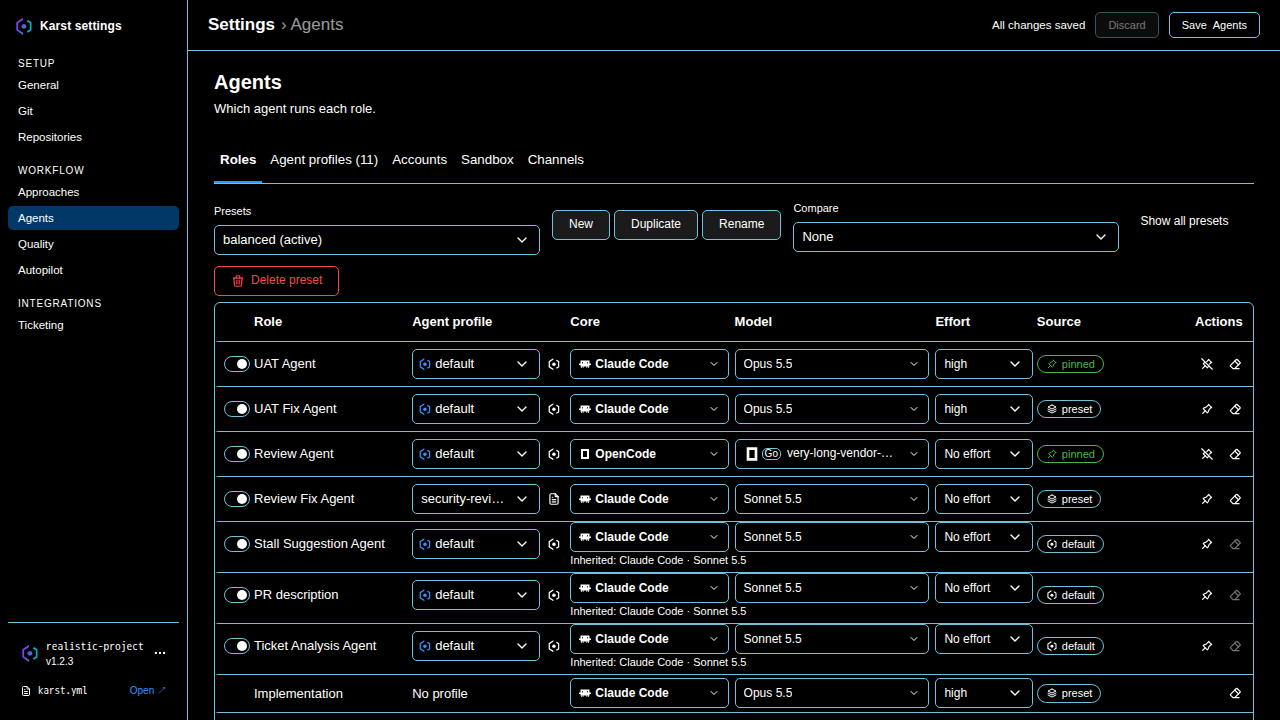 Karst settings
Settings › Agents
All changes saved
Discard
Save Agents
SETUP
General
Git
Repositories
WORKFLOW
Approaches
Agents
Quality
Autopilot
INTEGRATIONS
Ticketing
realistic-project
v1.2.3
karst.yml
Open ↗
Agents
Which agent runs each role.
Roles
Agent profiles (11)
Accounts
Sandbox
Channels
Presets
balanced (active)
New
Duplicate
Rename
Compare
None
Show all presets
Delete preset
Role Agent profile Core Model Effort Source Actions
UAT Agent default Claude Code Opus 5.5 high pinned
UAT Fix Agent default Claude Code Opus 5.5 high preset
Review Agent default OpenCode Go very-long-vendor-… No effort pinned
Review Fix Agent security-revi… Claude Code Sonnet 5.5 No effort preset
Stall Suggestion Agent default Claude Code Sonnet 5.5 No effort default
Inherited: Claude Code · Sonnet 5.5
PR description default Claude Code Sonnet 5.5 No effort default
Inherited: Claude Code · Sonnet 5.5
Ticket Analysis Agent default Claude Code Sonnet 5.5 No effort default
Inherited: Claude Code · Sonnet 5.5
Implementation No profile Claude Code Opus 5.5 high preset